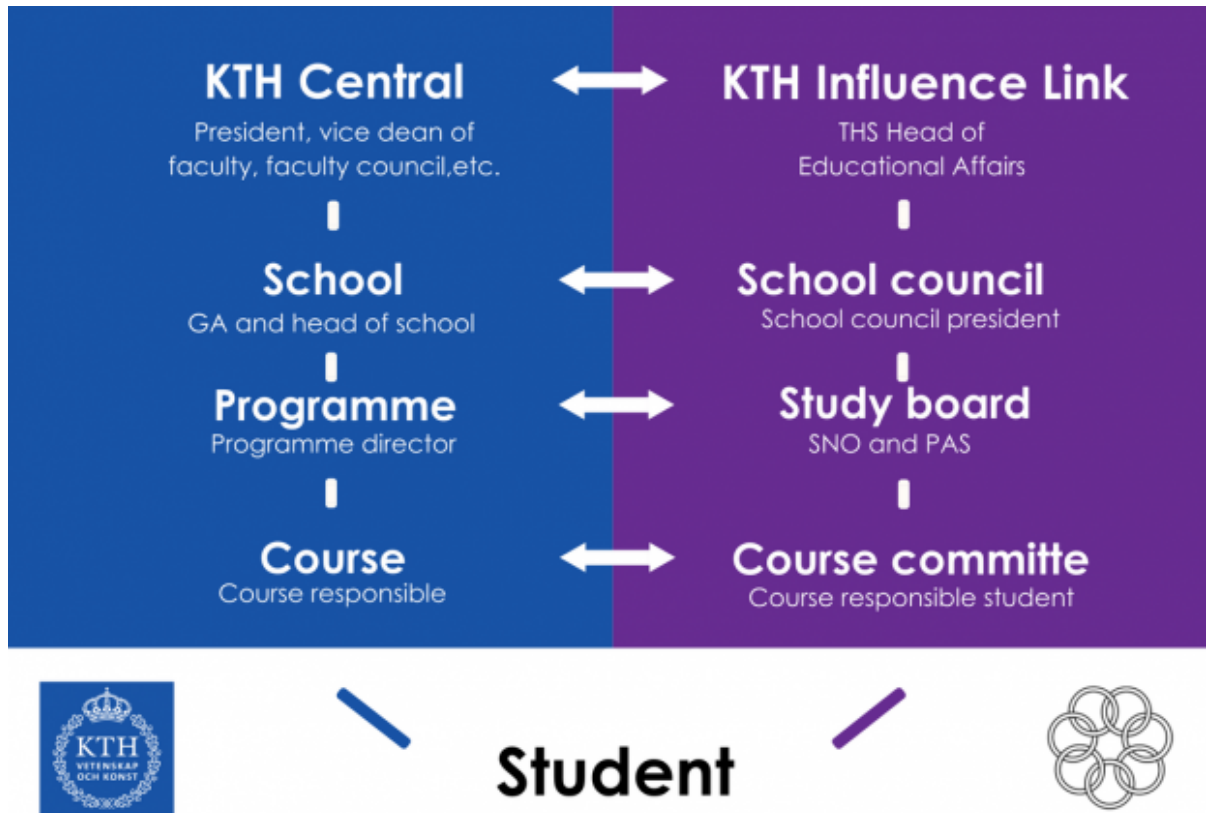 KTH Central
President, vice dean of
faculty, faculty council,etc.
KTH Influence Link
THS Head of
Educational Affairs
School
GA and head of school
School council
School council president
Programme
Programme director
Study board
SNO and PAS
Course
Course responsible
Course committe
Course responsible student
KTH
VETENSKAP
OCH KONST
Student